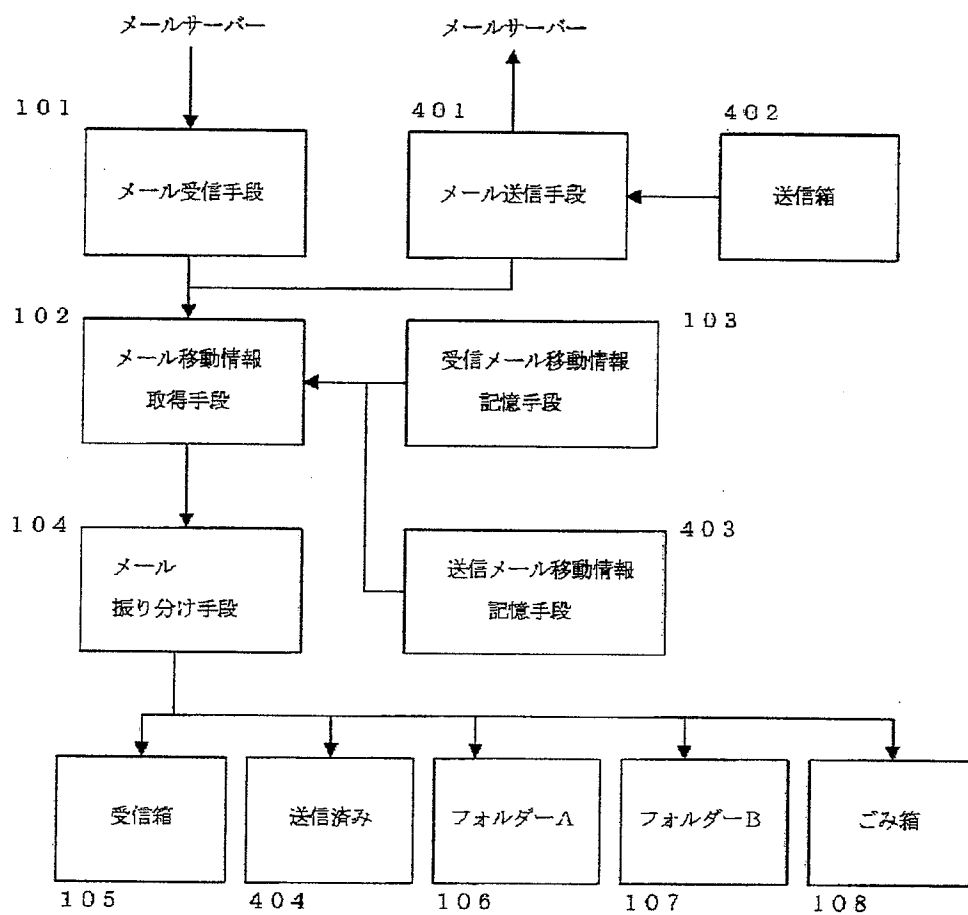 メールサーバー
メールサーバー
101
401
402
メール受信手段
メール送信手段
送信箱
102
103
メール移動情報
取得手段
受信メール移動情報
記憶手段
104
403
メール
振り分け手段
送信メール移動情報
記憶手段
受信箱
送信済み
フォルダーA
フォルダーB
ごみ箱
105
404
106
107
108